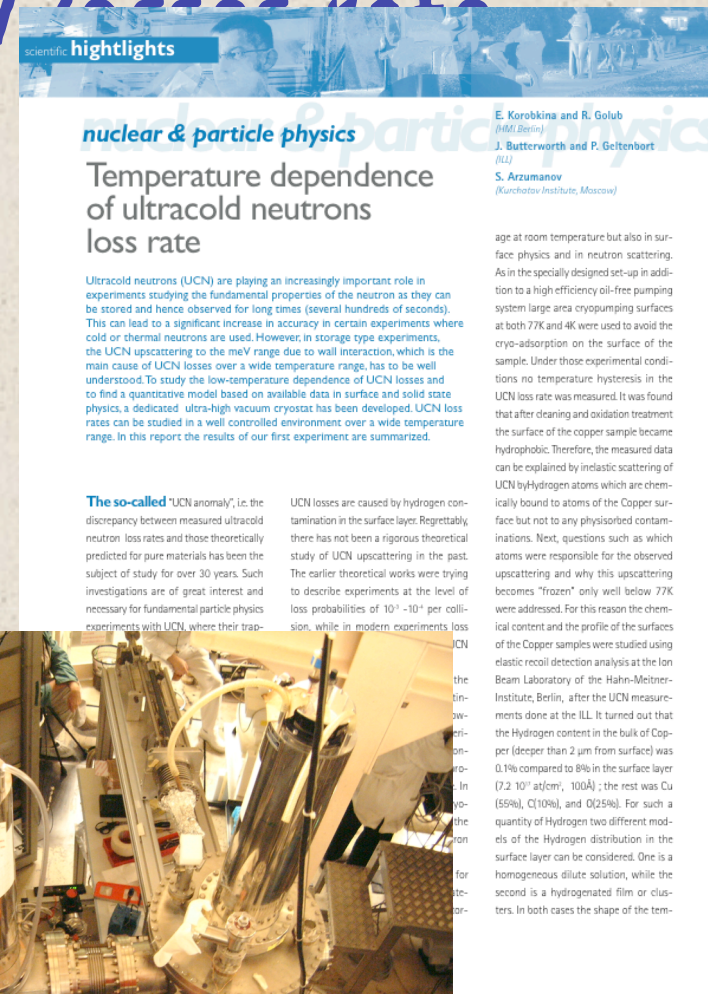 scientific hightlights
nuclear & particle physics
nuclear & particle physics
Temperature dependence
of ultracold neutrons
loss rate
E. Korobkina and R. Golub
(HMI, Berlin)
J. Butterworth and P. Geltenbort
(ILL)
S. Arzumanov
(Kurchatov Institute, Moscow)
Ultracold neutrons (UCN) are playing an increasingly important role in
experiments studying the fundamental properties of the neutron as they can
be stored and hence observed for long times (several hundreds of seconds).
This can lead to a significant increase in accuracy in certain experiments where
cold or thermal neutrons are used. However, in storage type experiments,
the UCN upscattering to the meV range due to wall interaction, which is the
main cause of UCN losses over a wide temperature range, has to be well
understood. To study the low-temperature dependence of UCN losses and
to find a quantitative model based on available data in surface and solid state
physics, a dedicated ultra-high vacuum cryostat has been developed. UCN loss
rates can be studied in a well controlled environment over a wide temperature
range. In this report the results of our first experiment are summarized.
The so-called "UCN anomaly", i.e. the
discrepancy between measured ultracold
neutron loss rates and those theoretically
predicted for pure materials has been the
subject of study for over 30 years. Such
investigations are of great interest and
necessary for fundamental particle physics
experiments with UCN, where their trap-
UCN losses are caused by hydrogen con-
tamination in the surface layer. Regrettably,
there has not been a rigorous theoretical
study of UCN upscattering in the past.
The earlier theoretical works were trying
to describe experiments at the level of
loss probabilities of 10⁻³ -10⁻⁴ per colli-
sion, while in modern experiments loss
age at room temperature but also in sur-
face physics and in neutron scattering.
As in the specially designed set-up in addi-
tion to a high efficiency oil-free pumping
system large area cryopumping surfaces
at both 77K and 4K were used to avoid the
cryo-adsorption on the surface of the
sample. Under those experimental condi-
tions no temperature hysteresis in the
UCN loss rate was measured. It was found
that after cleaning and oxidation treatment
the surface of the copper sample became
hydrophobic. Therefore, the measured data
can be explained by inelastic scattering of
UCN byHydrogen atoms which are chem-
ically bound to atoms of the Copper sur-
face but not to any physisorbed contam-
inations. Next, questions such as which
atoms were responsible for the observed
upscattering and why this upscattering
becomes "frozen" only well below 77K
were addressed. For this reason the chem-
ical content and the profile of the surfaces
of the Copper samples were studied using
elastic recoil detection analysis at the Ion
Beam Laboratory of the Hahn-Meitner-
Institute, Berlin, after the UCN measure-
ments done at the ILL. It turned out that
the Hydrogen content in the bulk of Cop-
per (deeper than 2 µm from surface) was
0.1% compared to 8% in the surface layer
(7.2 10¹⁷ at/cm², 100Å) ; the rest was Cu
(55%), C(10%), and O(25%). For such a
quantity of Hydrogen two different mod-
els of the Hydrogen distribution in the
surface layer can be considered. One is a
homogeneous dilute solution, while the
second is a hydrogenated film or clus-
ters. In both cases the shape of the tem-